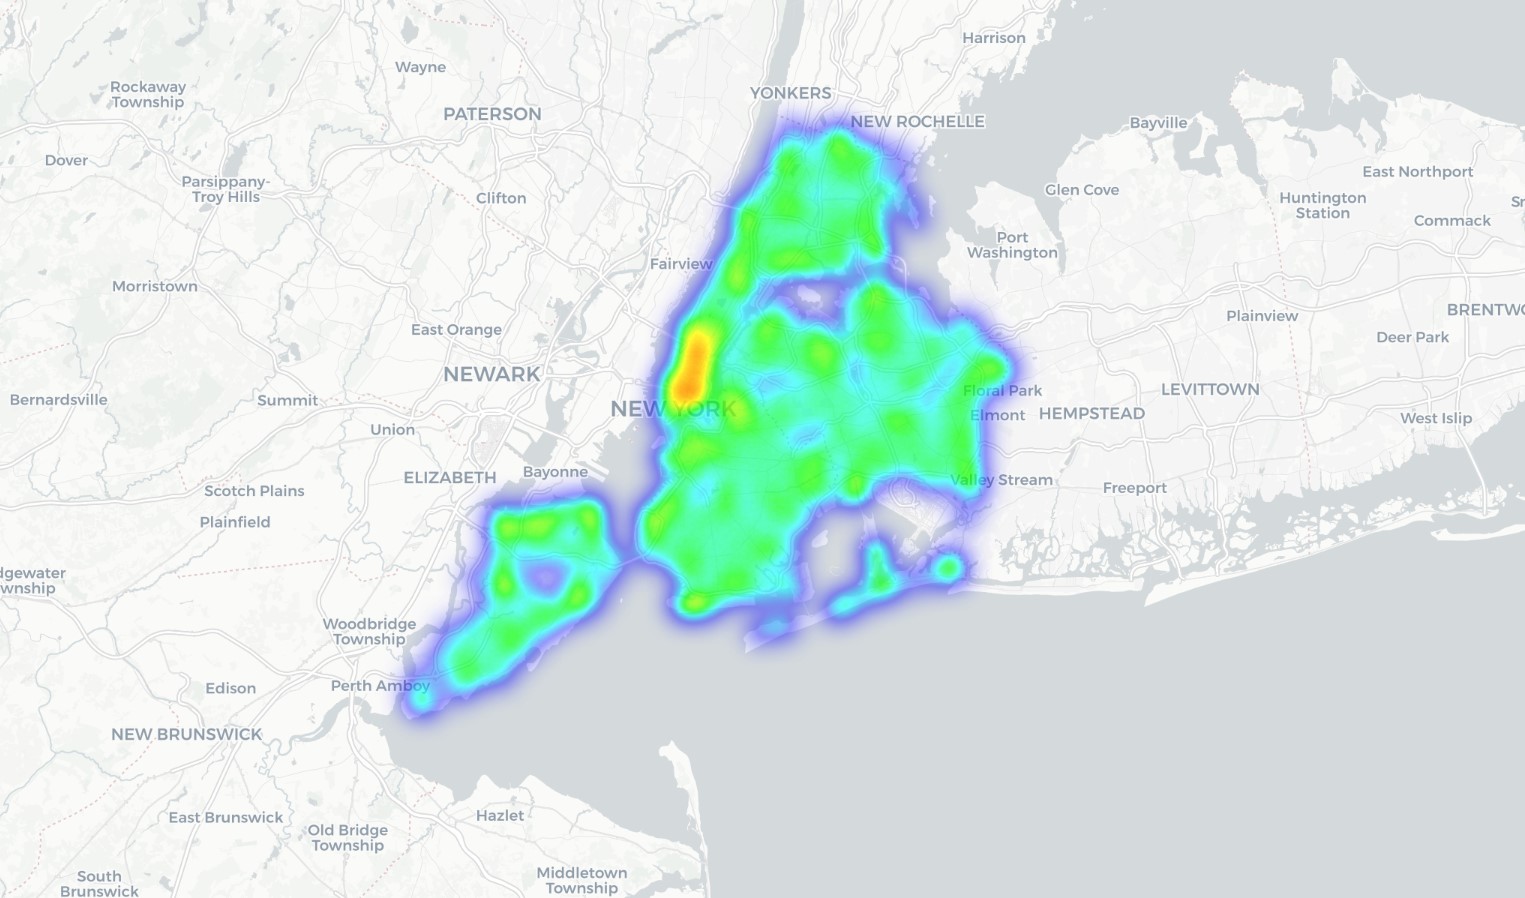 Harrison
Wayne
Rockaway
Township
YONKERS
PATERSON
NEW ROCHELLE
Bayville
Dover
East Northport
Parsippany-
Troy Hills
Glen Cove
Clifton
Huntington
Station
Sr
Commack
Port
Washington
Fairview
Morristown
BRENTWO
Plainview
East Orange
Deer Park
NEWARK
Floral Park
LEVITTOWN
Bernardsville
Summit
NEW YORK
Elmont
HEMPSTEAD
West Islip
Union
Bayonne
ELIZABETH
Valley Stream
Freeport
Scotch Plains
Plainfield
dgewater
wnship
Woodbridge
Township
Edison
Perth Amboy
NEW BRUNSWICK
East Brunswick
Hazlet
Old Bridge
Township
South
Brunswick
Middletown
Township